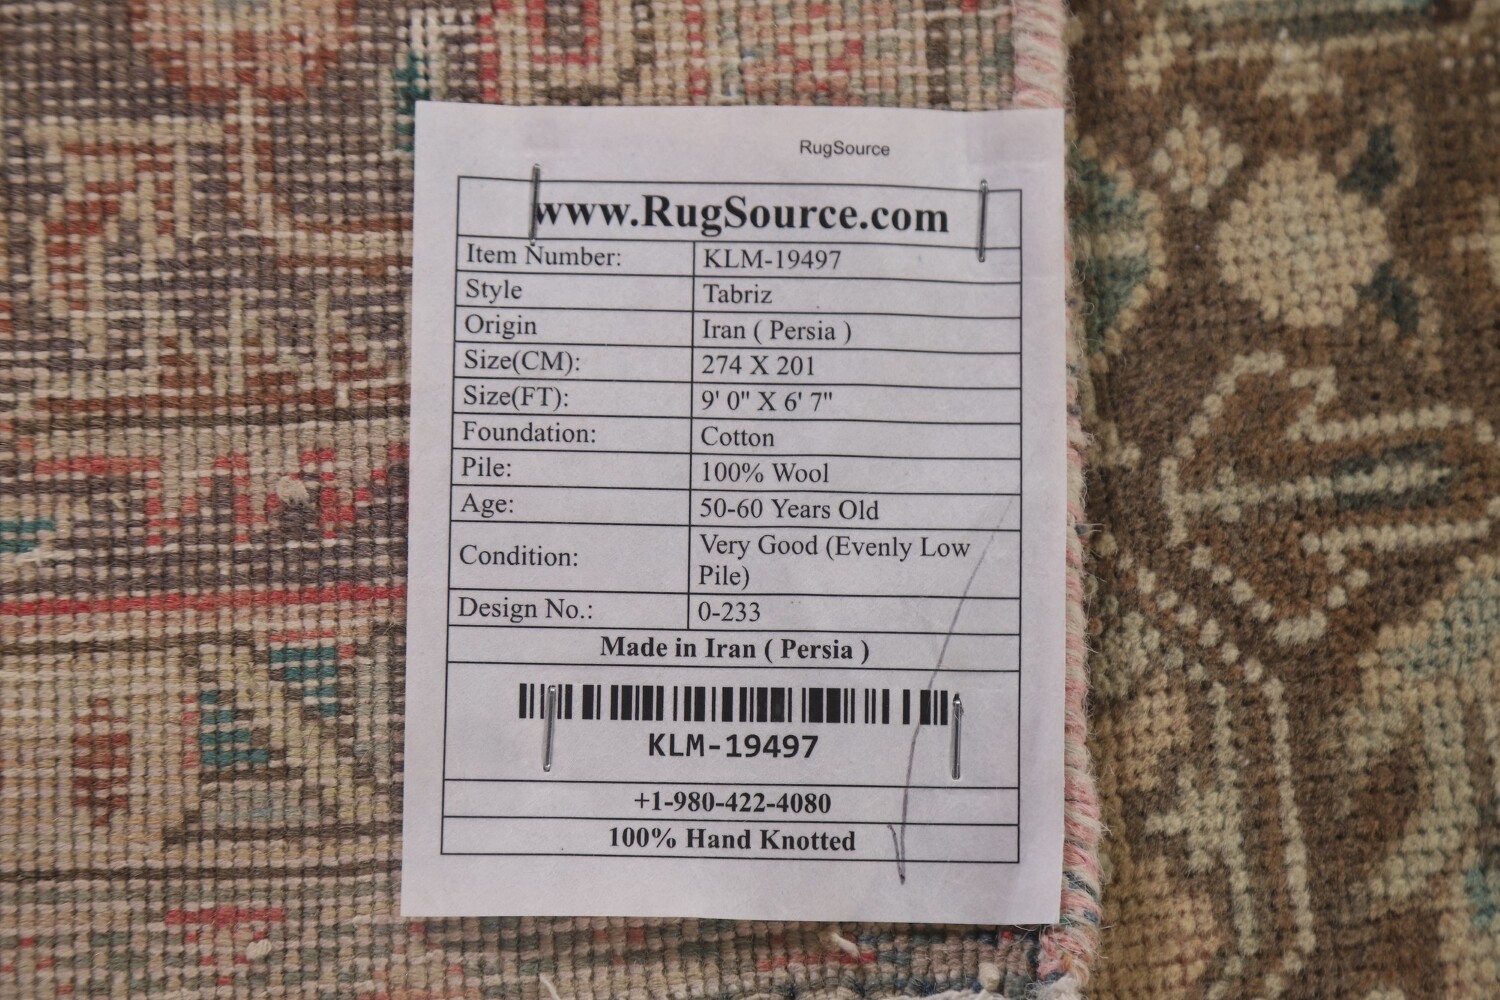 RugSource
www.RugSource.com
Item Number: KLM-19497
Style Tabriz
Origin Iran ( Persia )
Size(CM): 274 X 201
Size(FT): 9' 0" X 6' 7"
Foundation: Cotton
Pile: 100% Wool
Age: 50-60 Years Old
Condition: Very Good (Evenly Low
Pile)
Design No.: 0-233
Made in Iran ( Persia )
KLM-19497
+1-980-422-4080
100% Hand Knotted